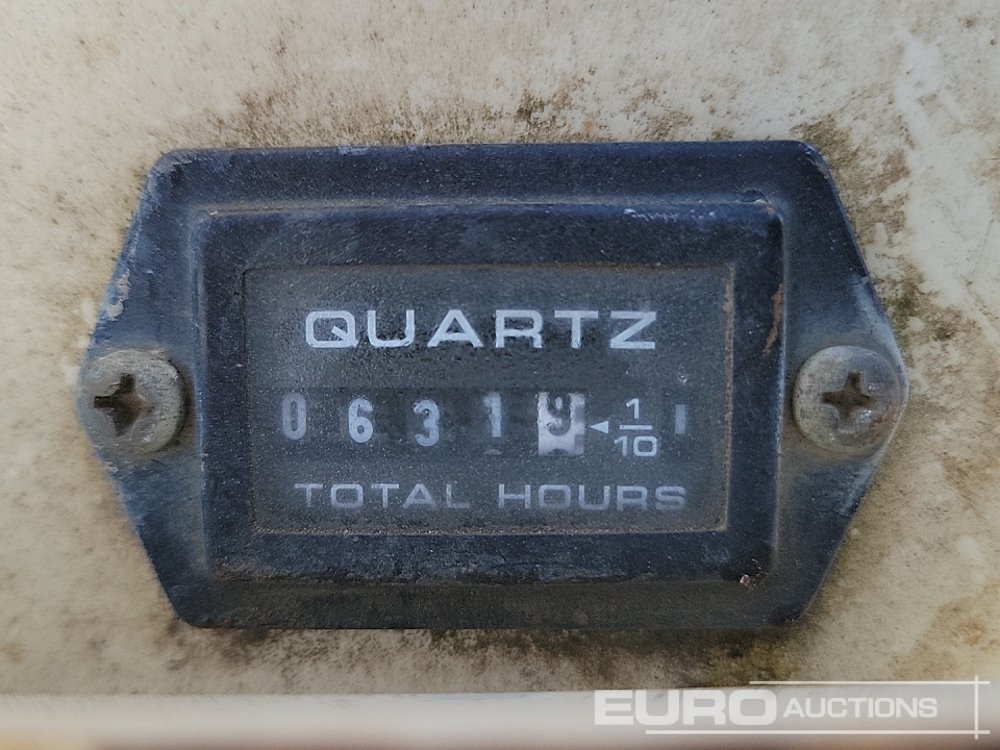 QUARTZ
0 6 3 1 9 ◄ 1/10
TOTAL HOURS
EURO AUCTIONS